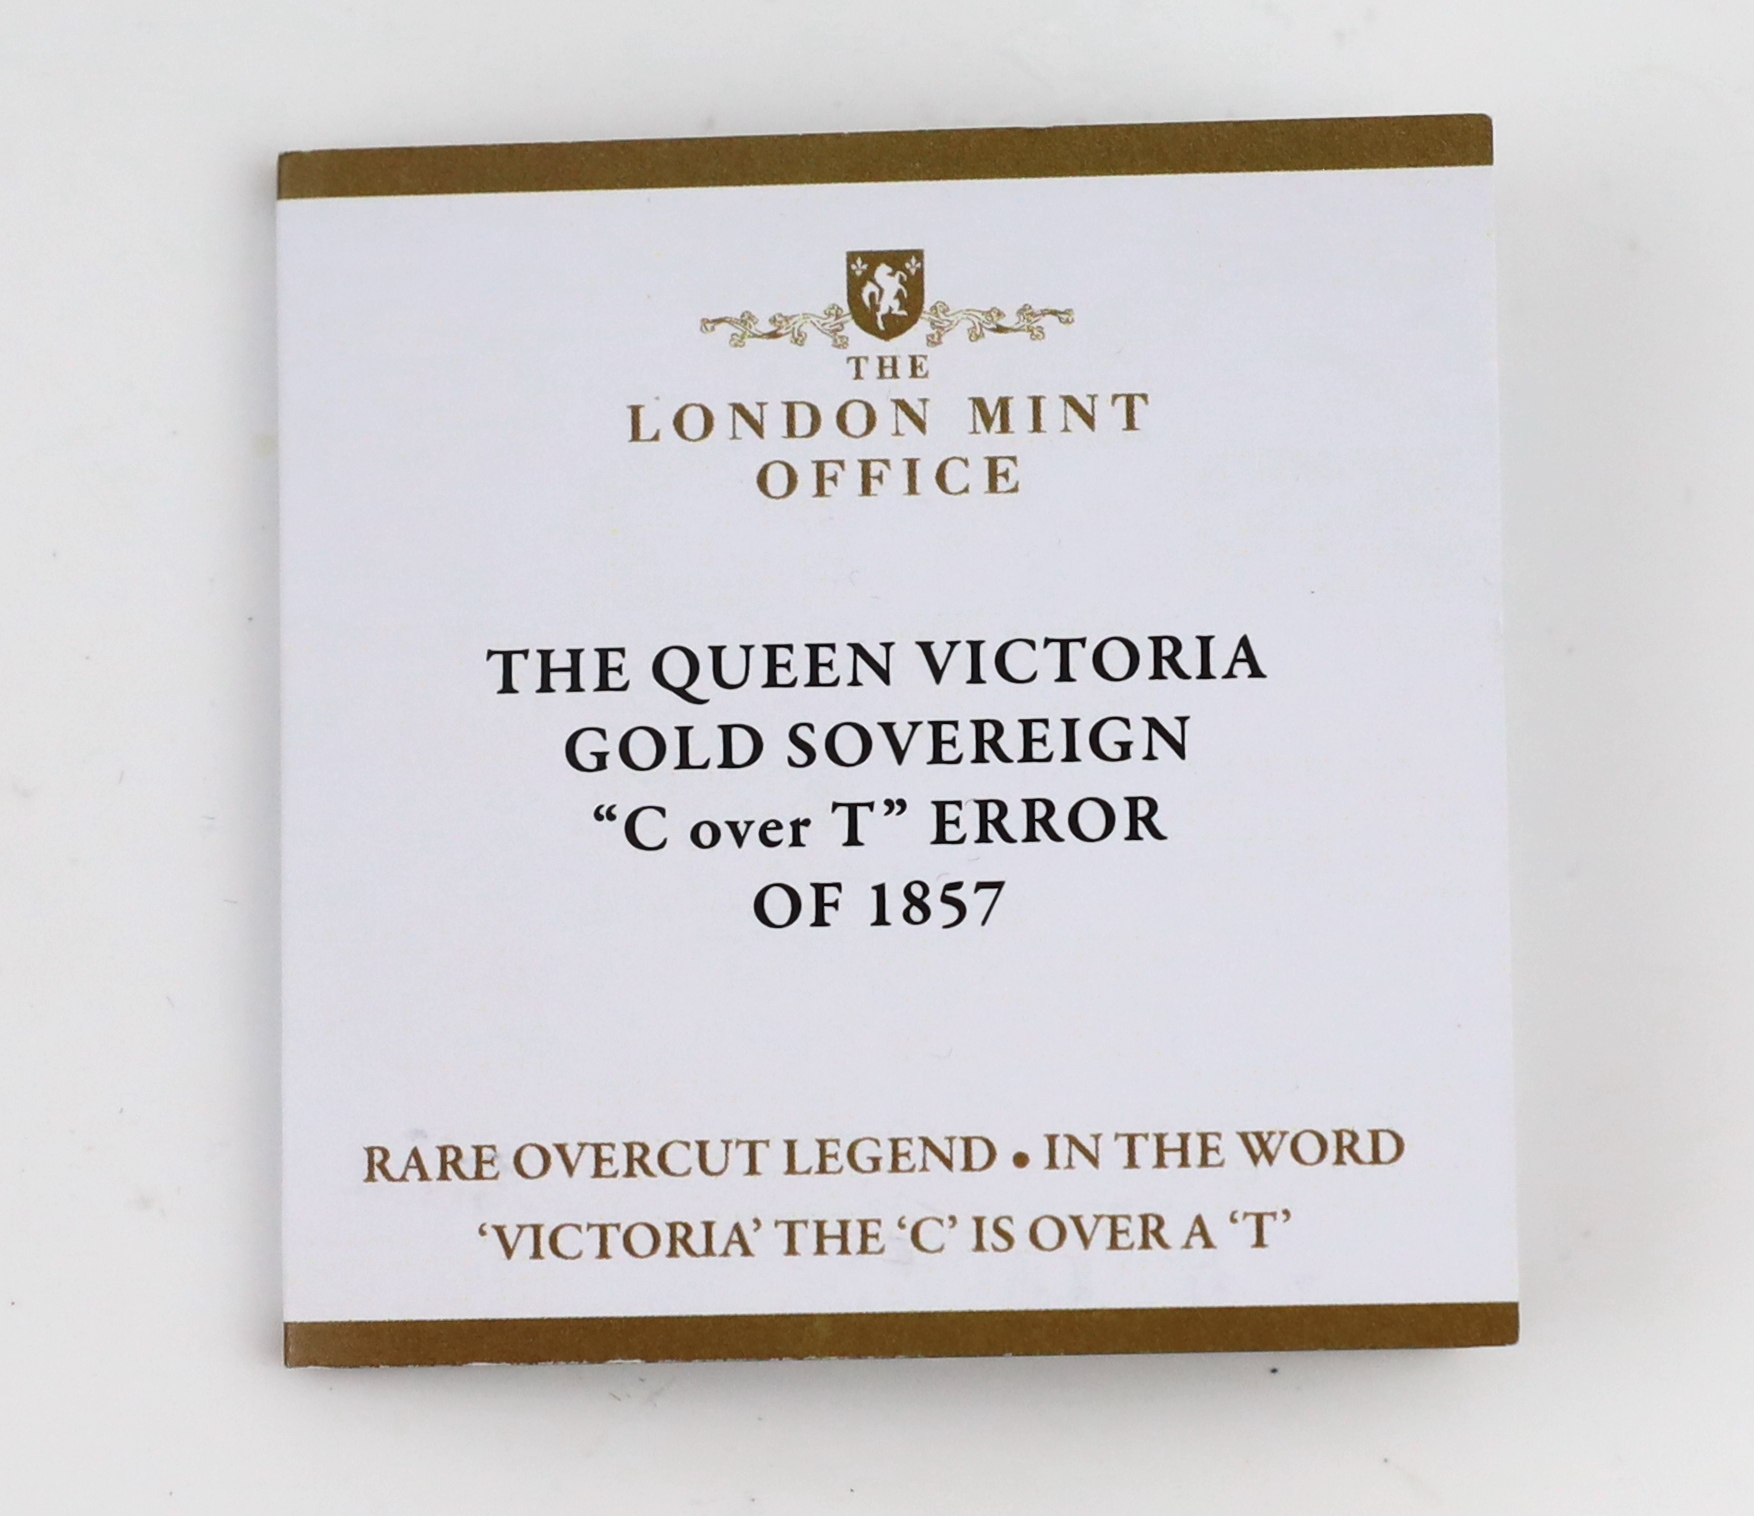 THE
LONDON MINT
OFFICE
THE QUEEN VICTORIA
GOLD SOVEREIGN
“C over T” ERROR
OF 1857
RARE OVERCUT LEGEND • IN THE WORD
‘VICTORIA’ THE ‘C’ IS OVER A ‘T’